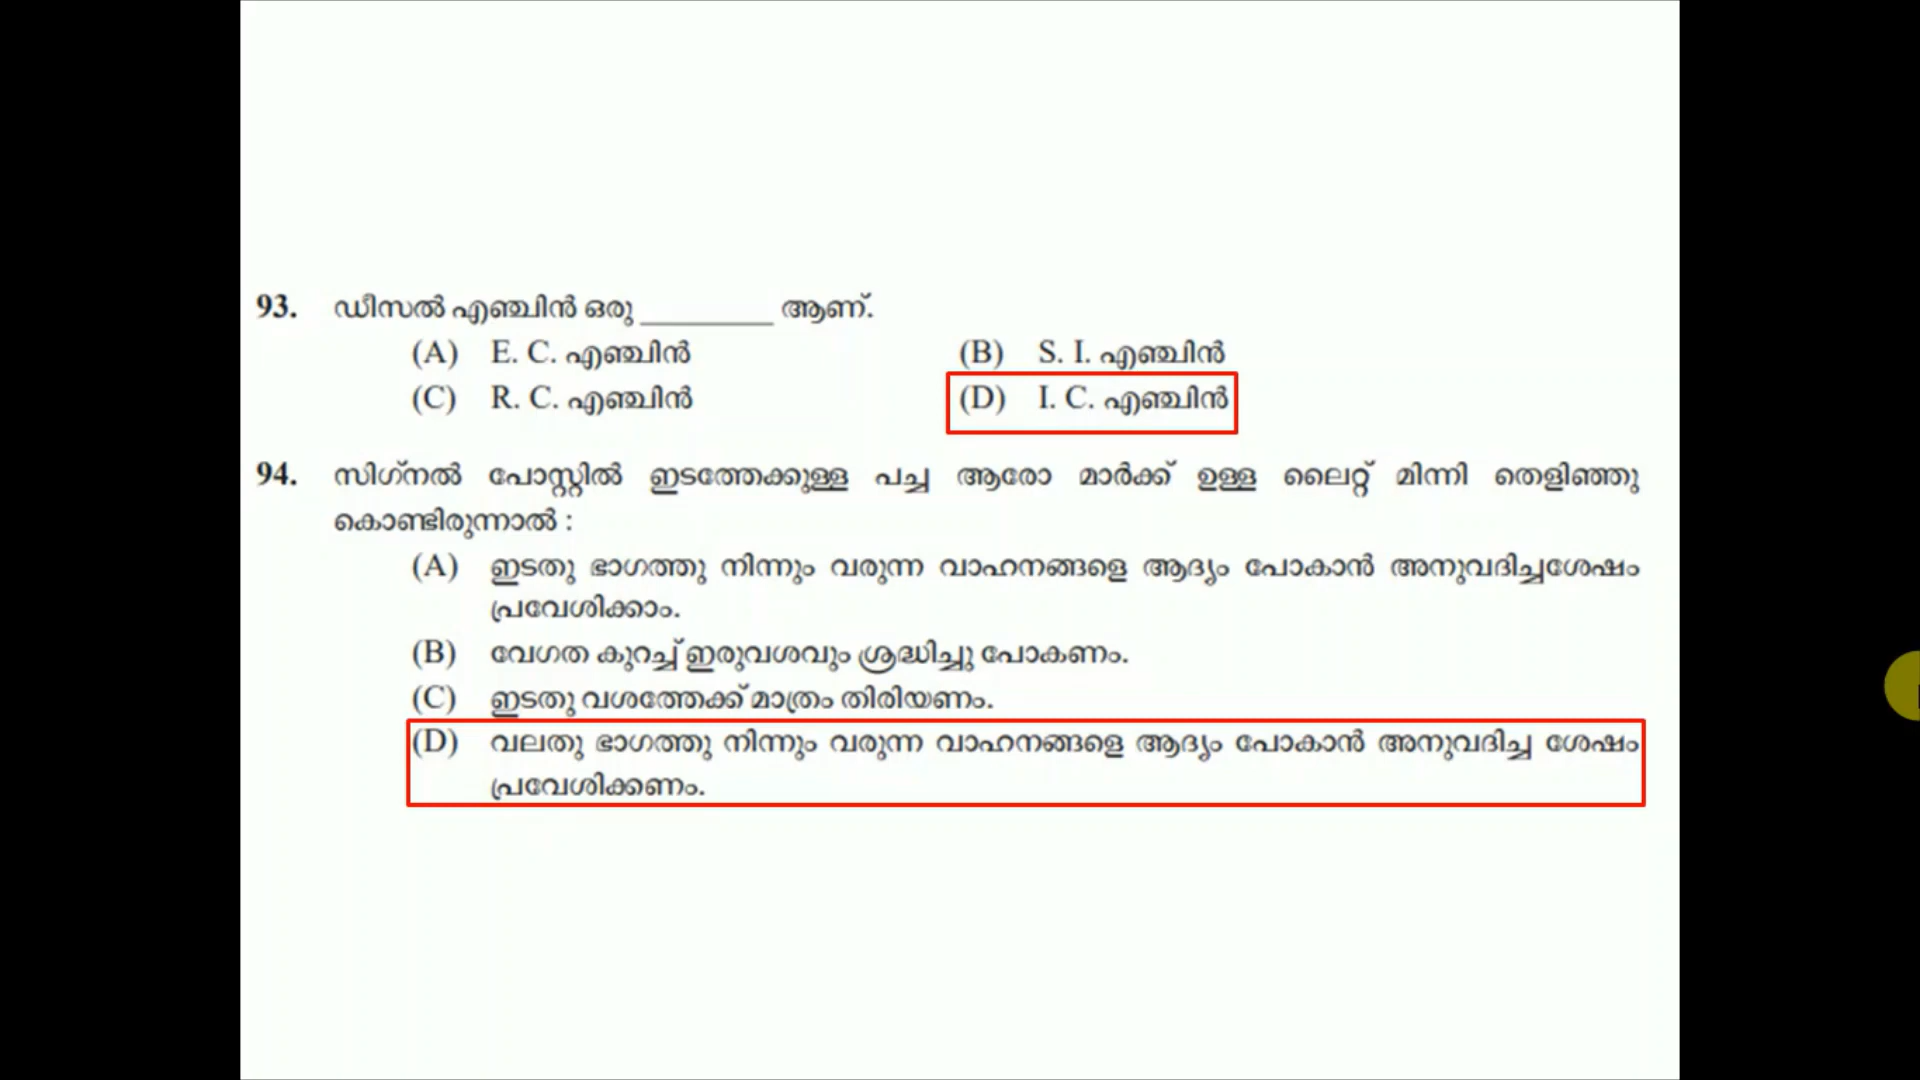 93. ഡീസൽ എഞ്ചിൻ ഒരു _________ ആണ്.
(A) E. C. എഞ്ചിൻ (B) S. I. എഞ്ചിൻ
(C) R. C. എഞ്ചിൻ (D) I. C. എഞ്ചിൻ
94. സിഗ്നൽ പോസ്റ്റിൽ ഇടത്തേക്കുള്ള പച്ച ആരോ മാർക്ക് ഉള്ള ലൈറ്റ് മിന്നി തെളിഞ്ഞു
കൊണ്ടിരുന്നാൽ :
(A) ഇടതു ഭാഗത്തു നിന്നും വരുന്ന വാഹനങ്ങളെ ആദ്യം പോകാൻ അനുവദിച്ചശേഷം
പ്രവേശിക്കാം.
(B) വേഗത കുറച്ച് ഇരുവശവും ശ്രദ്ധിച്ചു പോകണം.
(C) ഇടതു വശത്തേക്ക് മാത്രം തിരിയണം.
(D) വലതു ഭാഗത്തു നിന്നും വരുന്ന വാഹനങ്ങളെ ആദ്യം പോകാൻ അനുവദിച്ച ശേഷം
പ്രവേശിക്കണം.